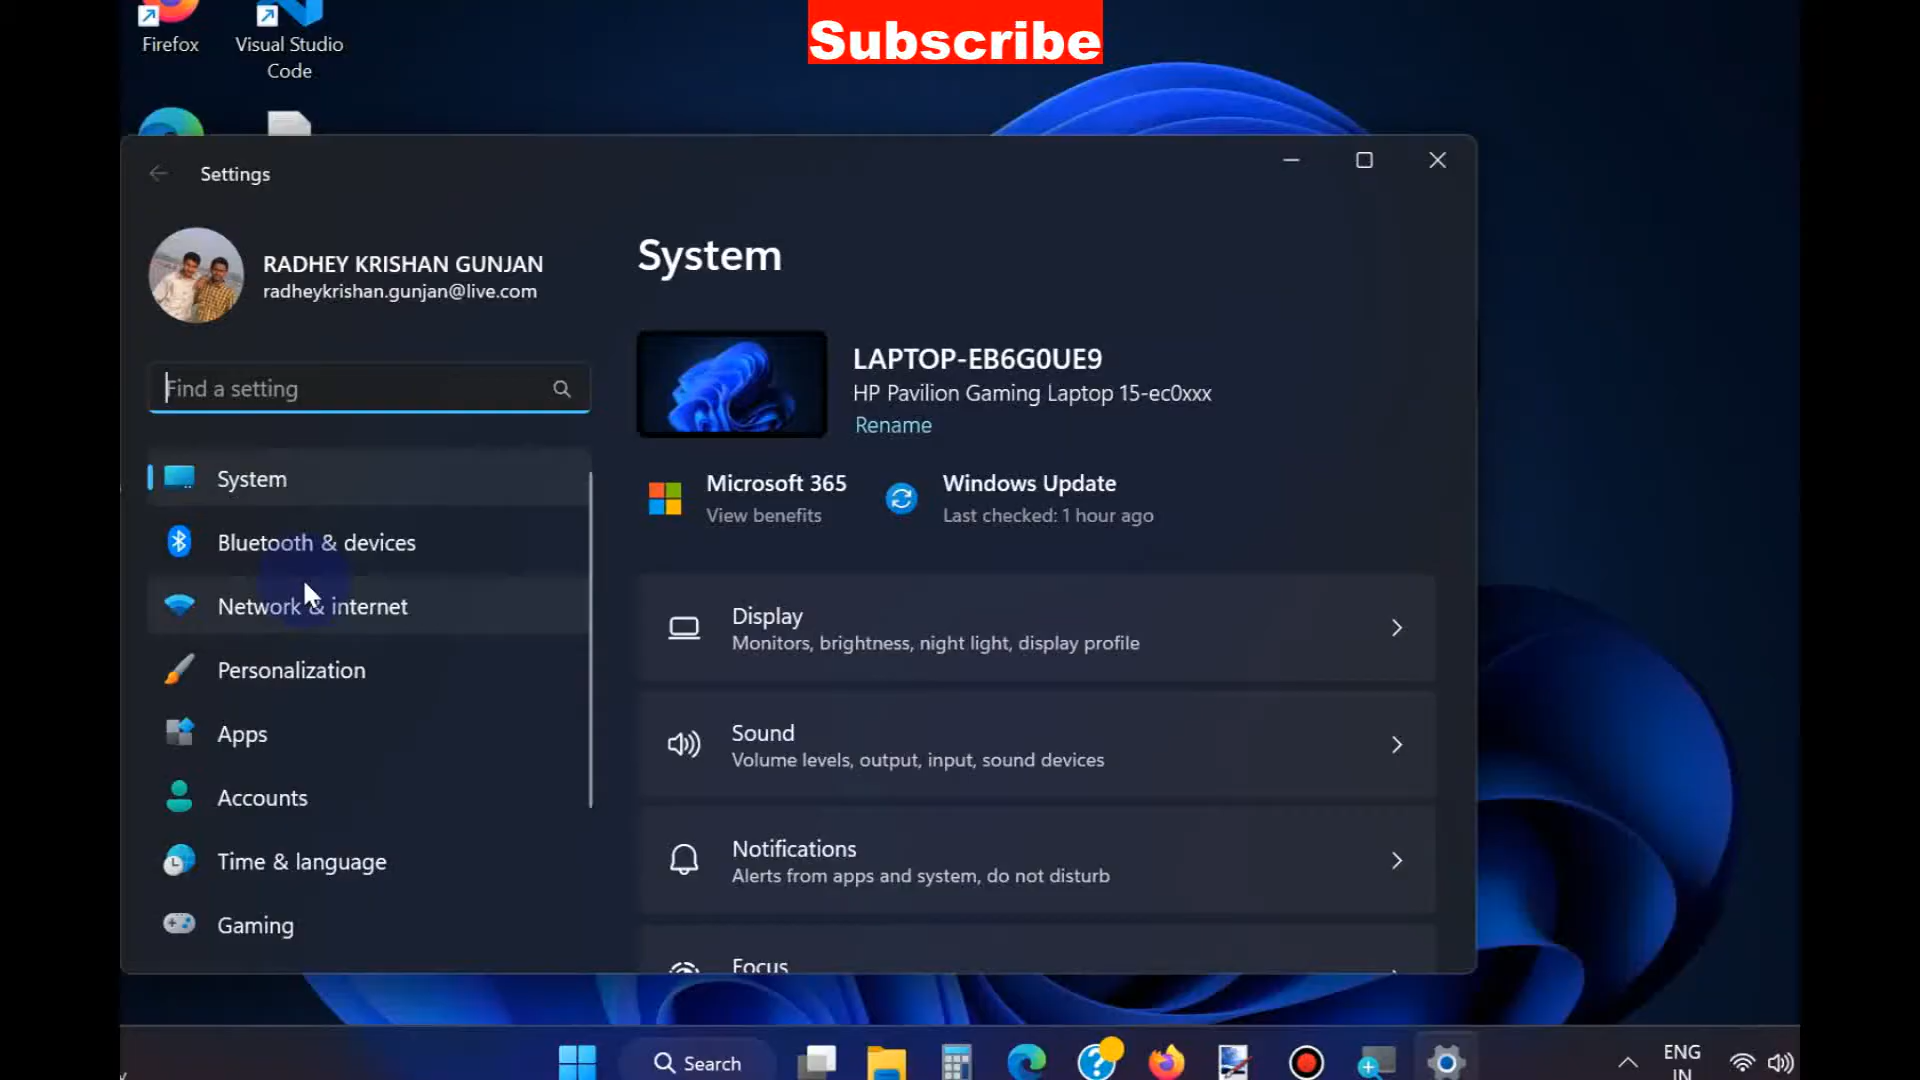 Firefox
Visual Studio
Code
Subscribe
Settings
RADHEY KRISHAN GUNJAN
radheykrishan.gunjan@live.com
Find a setting
System
Bluetooth & devices
Network & internet
Personalization
Apps
Accounts
Time & language
Gaming
System
LAPTOP-EB6G0UE9
HP Pavilion Gaming Laptop 15-ec0xxx
Rename
Microsoft 365
View benefits
Windows Update
Last checked: 1 hour ago
Display
Monitors, brightness, night light, display profile
Sound
Volume levels, output, input, sound devices
Notifications
Alerts from apps and system, do not disturb
Focus
Search
ENG
IN